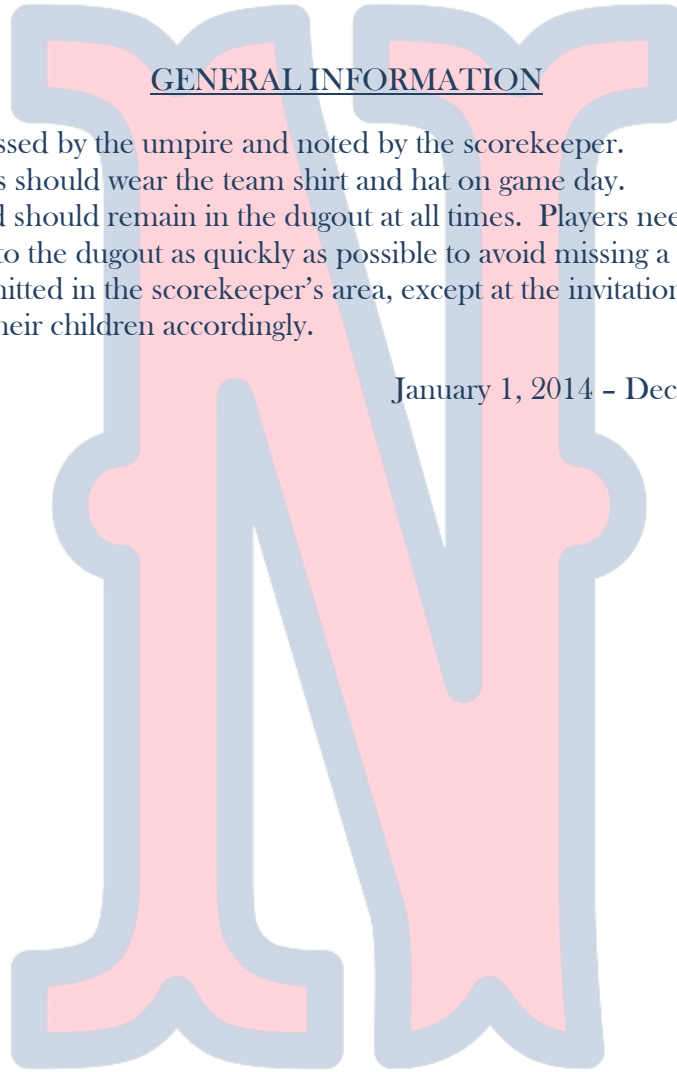 GENERAL INFORMATION
ssed by the umpire and noted by the scorekeeper.
s should wear the team shirt and hat on game day.
d should remain in the dugout at all times. Players nee
to the dugout as quickly as possible to avoid missing a
nitted in the scorekeeper's area, except at the invitation
heir children accordingly.
January 1, 2014 – Dec
N